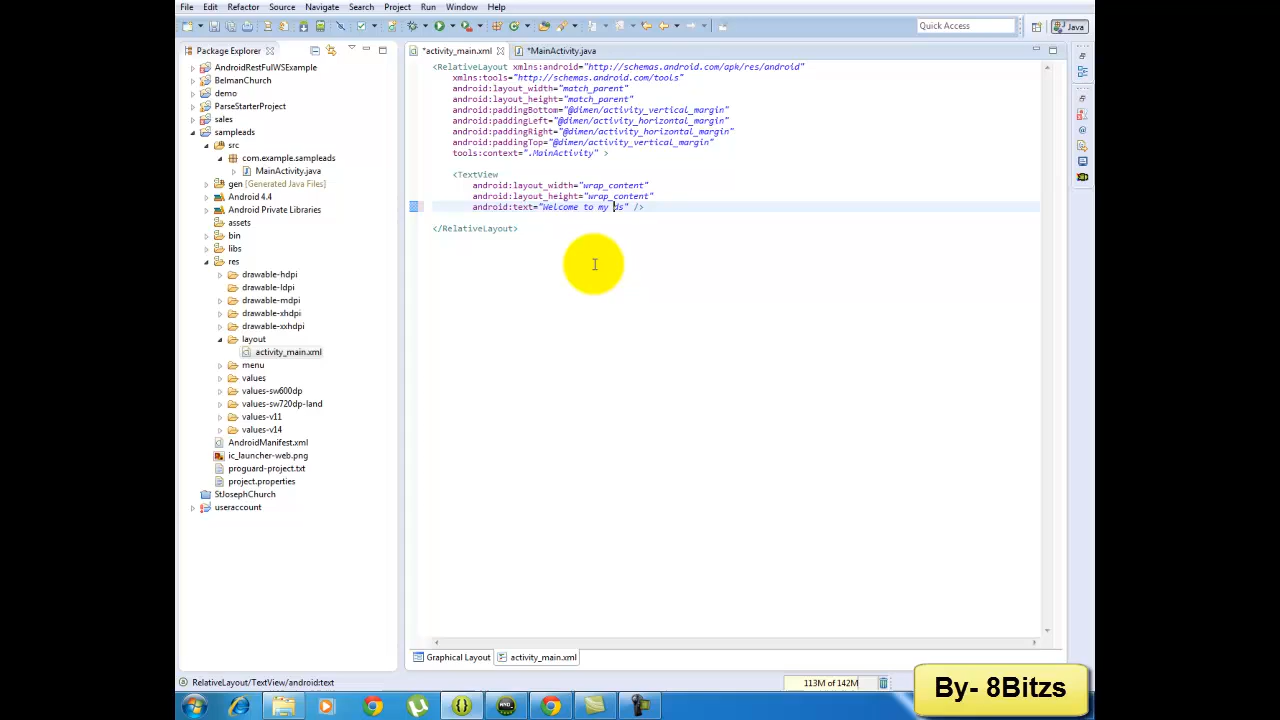 File Edit Refactor Source Navigate Search Project Run Window Help
Quick Access
Java
Package Explorer
*activity_main.xml
*MainActivity.java
AndroidRestFulWSExample
BelmanChurch
demo
ParseStarterProject
sales
sampleads
src
com.example.sampleads
MainActivity.java
gen [Generated Java Files]
Android 4.4
Android Private Libraries
assets
bin
libs
res
drawable-hdpi
drawable-ldpi
drawable-mdpi
drawable-xhdpi
drawable-xxhdpi
layout
activity_main.xml
menu
values
values-sw600dp
values-sw720dp-land
values-v11
values-v14
AndroidManifest.xml
ic_launcher-web.png
proguard-project.txt
project.properties
StJosephChurch
useraccount
<RelativeLayout xmlns:android="http://schemas.android.com/apk/res/android"
xmlns:tools="http://schemas.android.com/tools"
android:layout_width="match_parent"
android:layout_height="match_parent"
android:paddingBottom="@dimen/activity_vertical_margin"
android:paddingLeft="@dimen/activity_horizontal_margin"
android:paddingRight="@dimen/activity_horizontal_margin"
android:paddingTop="@dimen/activity_vertical_margin"
tools:context=".MainActivity" >
<TextView
android:layout_width="wrap_content"
android:layout_height="wrap_content"
android:text="Welcome to my ds" />
</RelativeLayout>
Graphical Layout
activity_main.xml
RelativeLayout/TextView/android:text
113M of 142M
By- 8Bitzs